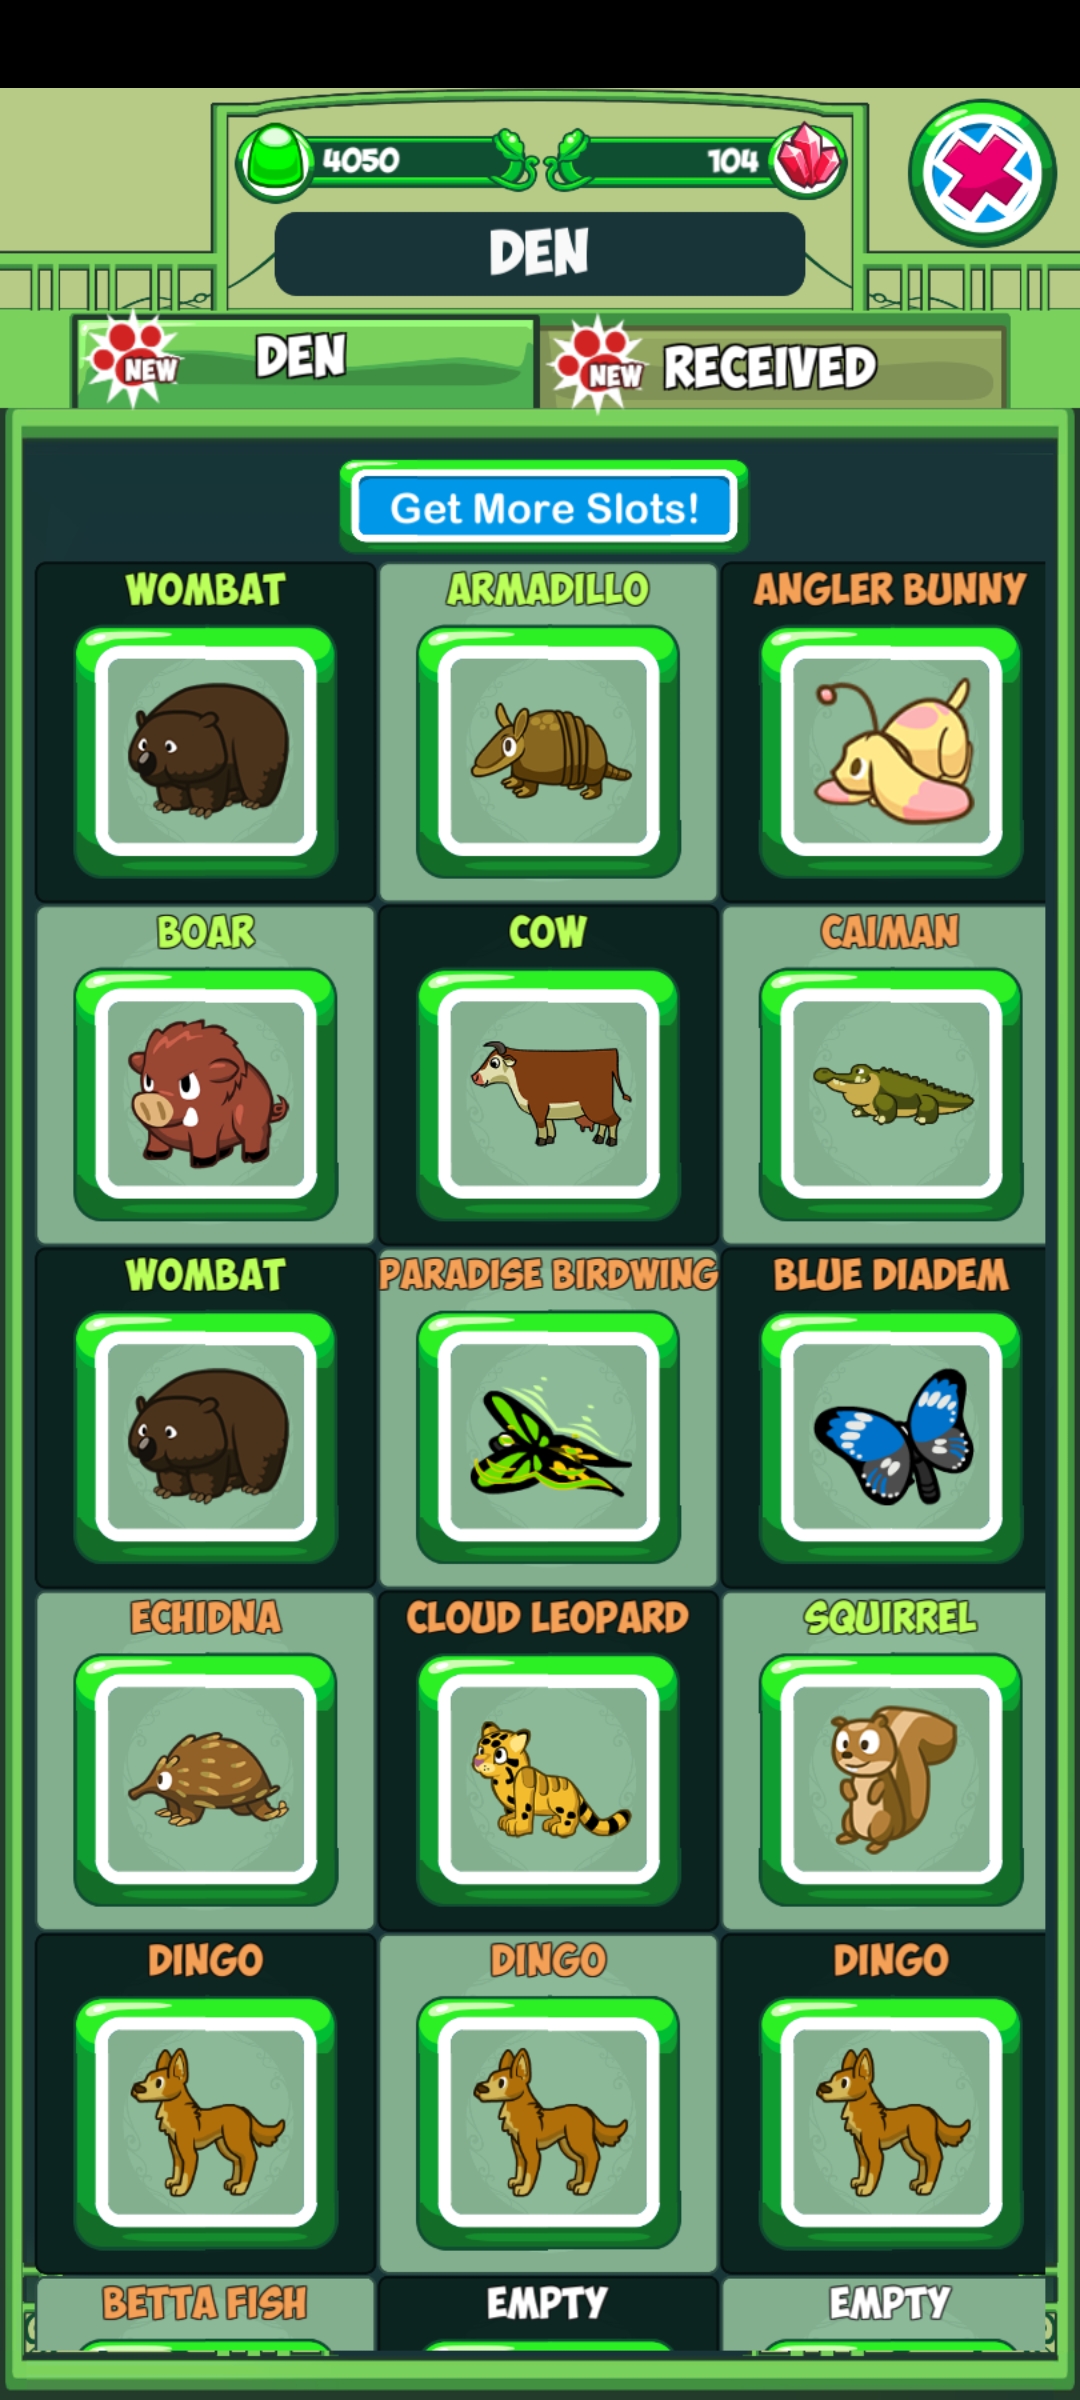 4050
104
DEN
NEW
DEN
NEW
RECEIVED
Get More Slots!
WOMBAT
ARMADILLO
ANGLER BUNNY
BOAR
COW
CAIMAN
WOMBAT
PARADISE BIRDWING
BLUE DIADEM
ECHIDNA
CLOUD LEOPARD
SQUIRREL
DINGO
DINGO
DINGO
BETTA FISH
EMPTY
EMPTY